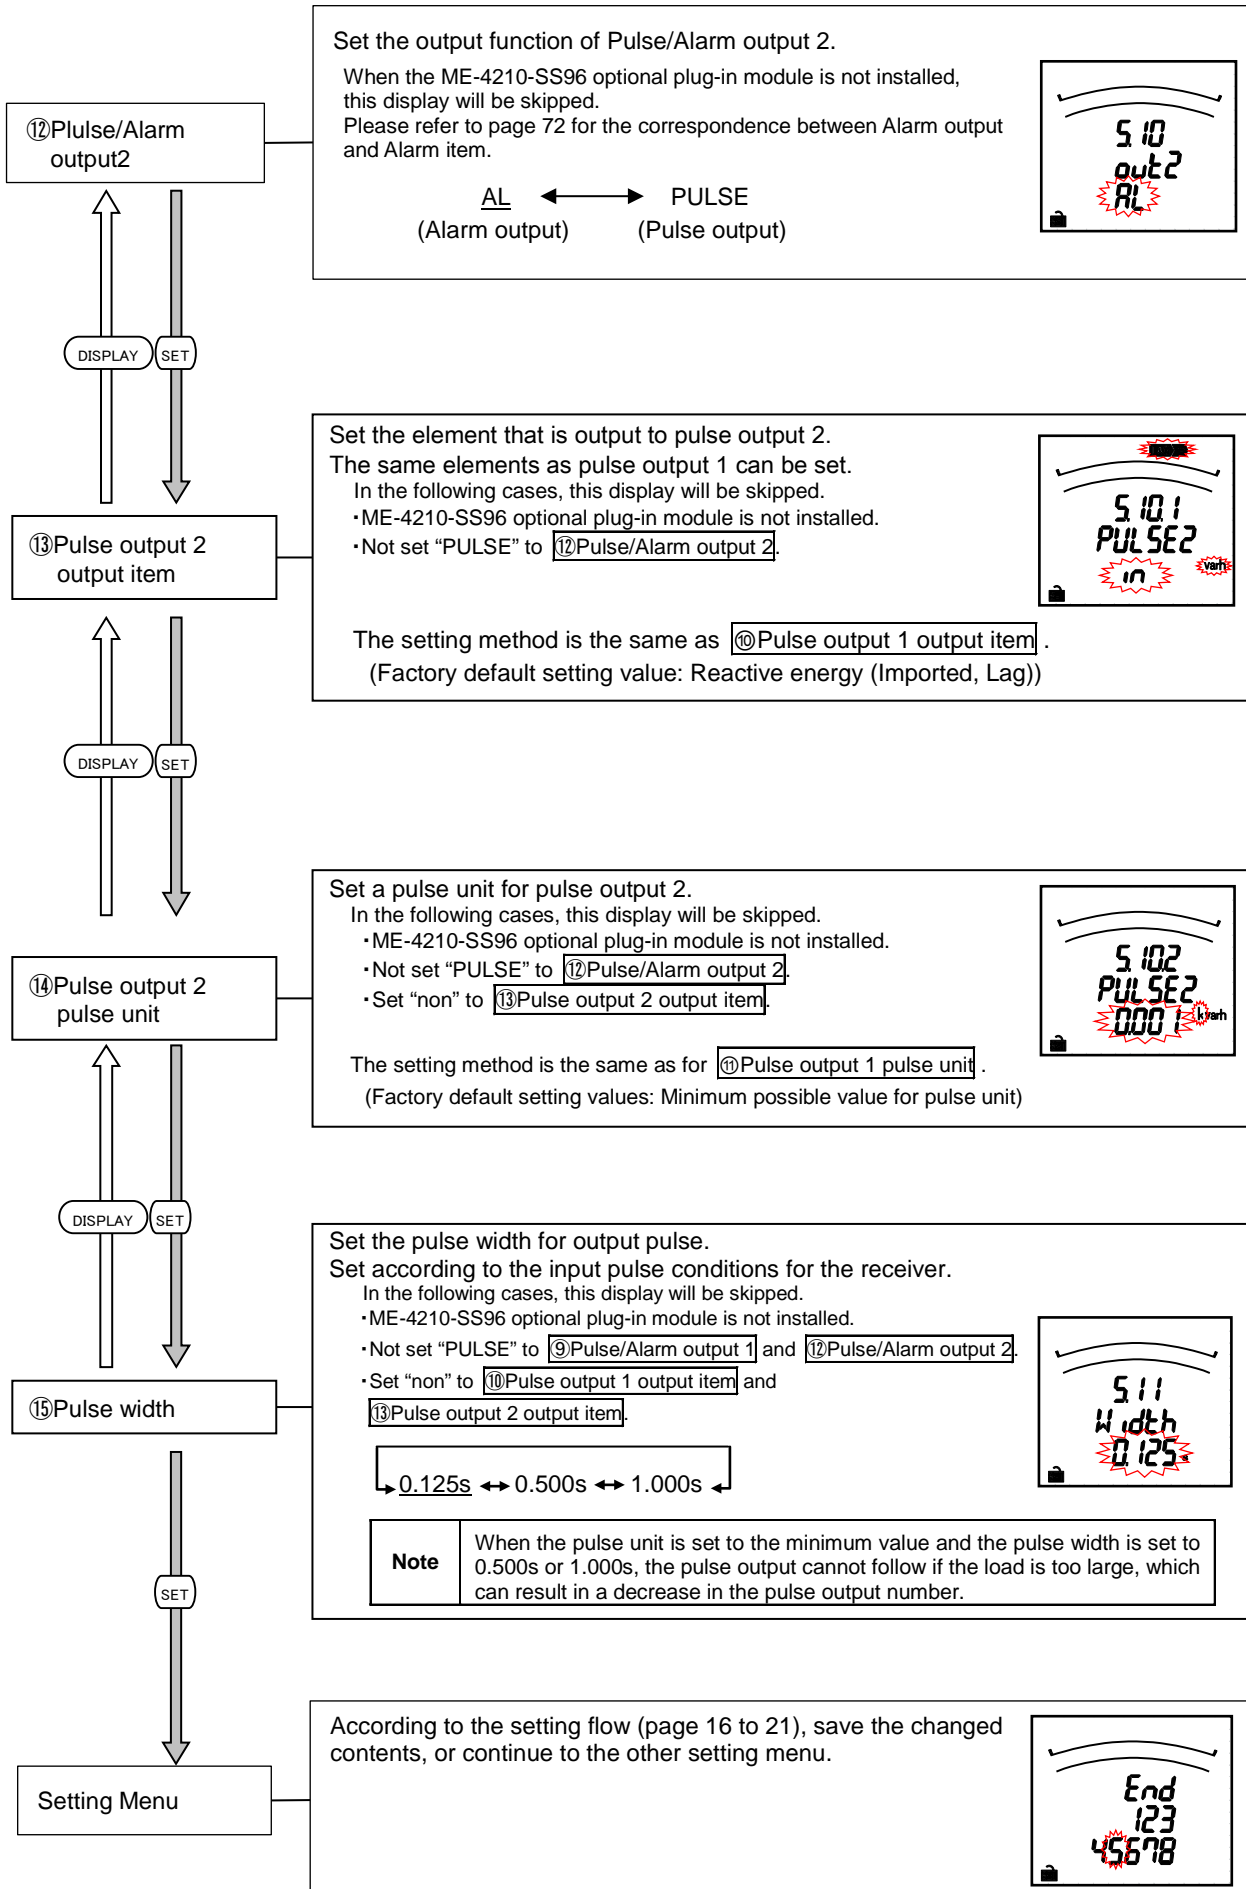 Set the output function of Pulse/Alarm output 2.
When the ME-4210-SS96 optional plug-in module is not installed,
this display will be skipped.
Please refer to page 72 for the correspondence between Alarm output
and Alarm item.
AL ↔ PULSE
(Alarm output) (Pulse output)
⑫Plulse/Alarm
output2
5.10
out2
AL
DISPLAY SET
Set the element that is output to pulse output 2.
The same elements as pulse output 1 can be set.
In the following cases, this display will be skipped.
・ME-4210-SS96 optional plug-in module is not installed.
・Not set “PULSE” to ⑫Pulse/Alarm output 2.
The setting method is the same as ⑩Pulse output 1 output item .
(Factory default setting value: Reactive energy (Imported, Lag))
⑬Pulse output 2
output item
5.10.1
PULSE2
in varh
DISPLAY SET
Set a pulse unit for pulse output 2.
In the following cases, this display will be skipped.
・ME-4210-SS96 optional plug-in module is not installed.
・Not set “PULSE” to ⑫Pulse/Alarm output 2.
・Set “non” to ⑬Pulse output 2 output item.
The setting method is the same as for ⑪Pulse output 1 pulse unit .
(Factory default setting values: Minimum possible value for pulse unit)
⑭Pulse output 2
pulse unit
5.10.2
PULSE2
0.001 kvarh
DISPLAY SET
Set the pulse width for output pulse.
Set according to the input pulse conditions for the receiver.
In the following cases, this display will be skipped.
・ME-4210-SS96 optional plug-in module is not installed.
・Not set “PULSE” to ⑨Pulse/Alarm output 1 and ⑫Pulse/Alarm output 2.
・Set “non” to ⑩Pulse output 1 output item and
⑬Pulse output 2 output item.
0.125s ↔ 0.500s ↔ 1.000s
Note
When the pulse unit is set to the minimum value and the pulse width is set to
0.500s or 1.000s, the pulse output cannot follow if the load is too large, which
can result in a decrease in the pulse output number.
⑮Pulse width
5.11
Width
0.125 s
SET
According to the setting flow (page 16 to 21), save the changed
contents, or continue to the other setting menu.
Setting Menu
End
123
45678